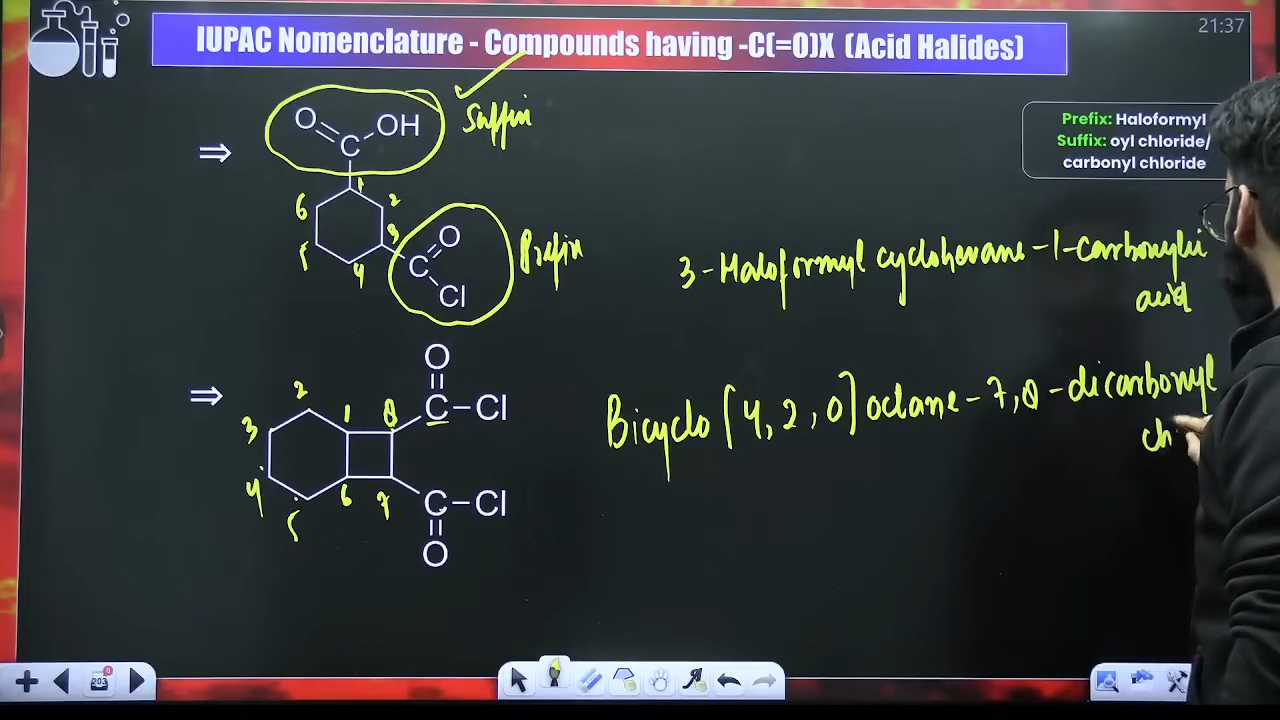 21:37
IUPAC Nomenclature - Compounds having -C(=O)X (Acid Halides)
Prefix: Haloformyl
Suffix: oyl chloride/
carbonyl chloride
O OH Suffix
⇒ C
1
6 2
3 O Prefix
5 C
4 Cl
3-Haloformyl cyclohexane-1-carboxylic
acid
O
⇒ 2 1 8 C-Cl
3
4 6 7
5 C-Cl
O
Bicyclo[4,2,0]octane-7,8-dicarbonyl
ch
203